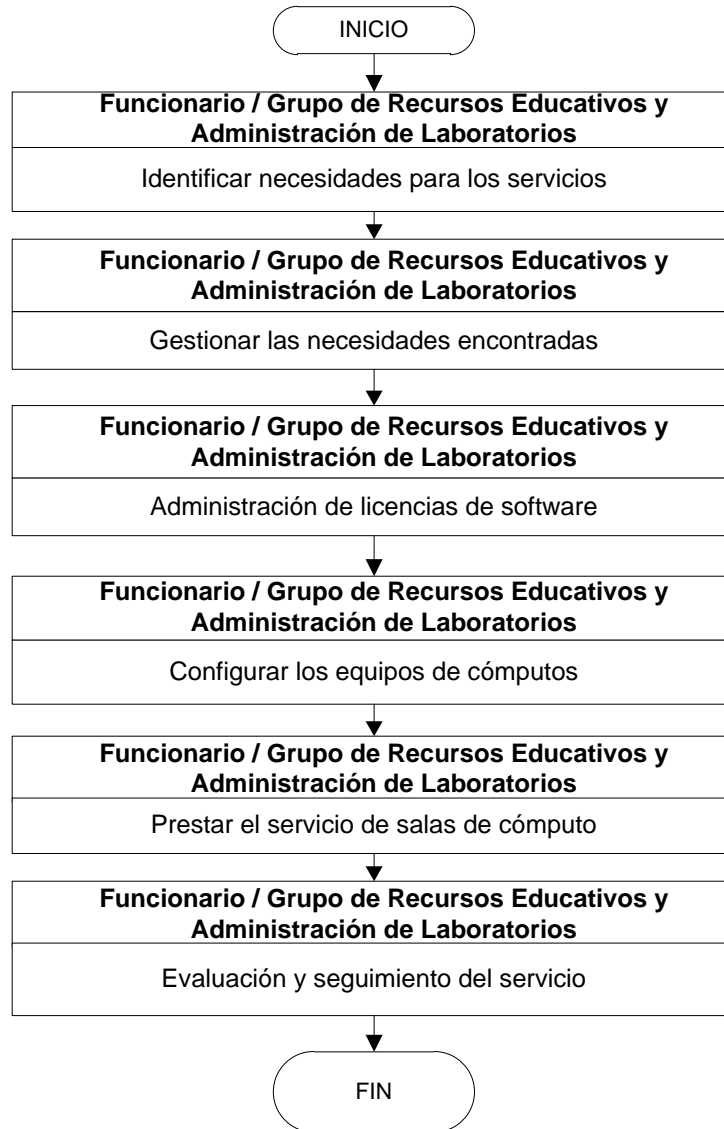 INICIO
Funcionario / Grupo de Recursos Educativos y
Administración de Laboratorios
Identificar necesidades para los servicios
Funcionario / Grupo de Recursos Educativos y
Administración de Laboratorios
Gestionar las necesidades encontradas
Funcionario / Grupo de Recursos Educativos y
Administración de Laboratorios
Administración de licencias de software
Funcionario / Grupo de Recursos Educativos y
Administración de Laboratorios
Configurar los equipos de cómputos
Funcionario / Grupo de Recursos Educativos y
Administración de Laboratorios
Prestar el servicio de salas de cómputo
Funcionario / Grupo de Recursos Educativos y
Administración de Laboratorios
Evaluación y seguimiento del servicio
FIN